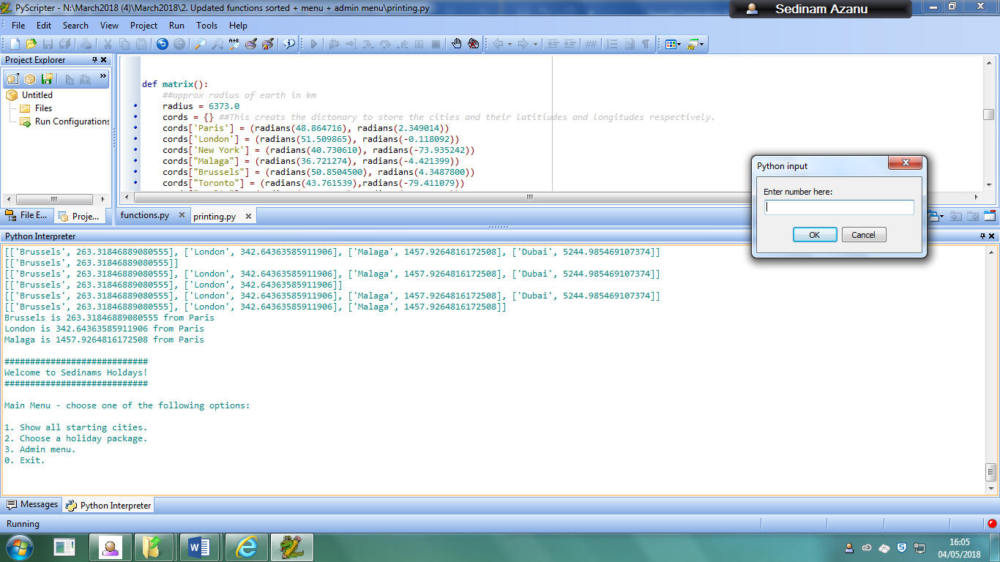 PyScripter - N:\March2018 (4)\March2018\2. Updated functions sorted + menu + admin menu\printing.py
Sedinam Azanu
File Edit Search View Project Run Tools Help
Project Explorer
Untitled
Files
Run Configurations
File E... Proje...
def matrix():
##approx radius of earth in km
radius = 6373.0
cords = {} ##This creats the dictonary to store the cities and their latitiudes and longitudes respectively.
cords['Paris'] = (radians(48.864716), radians(2.349014))
cords['London'] = (radians(51.509865), radians(-0.118092))
cords['New York'] = (radians(40.730610), radians(-73.935242))
cords["Malaga"] = (radians(36.721274), radians(-4.421399))
cords["Brussels"] = (radians(50.8504500), radians(4.3487800))
cords["Toronto"] = (radians(43.761539),radians(-79.411079))
functions.py printing.py
Python input
Enter number here:
OK Cancel
Python Interpreter
[['Brussels', 263.31846889080555], ['London', 342.64363585911906], ['Malaga', 1457.9264816172508], ['Dubai', 5244.985469107374]]
[['Brussels', 263.31846889080555]]
[['Brussels', 263.31846889080555], ['London', 342.64363585911906], ['Malaga', 1457.9264816172508], ['Dubai', 5244.985469107374]]
[['Brussels', 263.31846889080555], ['London', 342.64363585911906]]
[['Brussels', 263.31846889080555], ['London', 342.64363585911906], ['Malaga', 1457.9264816172508], ['Dubai', 5244.985469107374]]
[['Brussels', 263.31846889080555], ['London', 342.64363585911906], ['Malaga', 1457.9264816172508]]
Brussels is 263.31846889080555 from Paris
London is 342.64363585911906 from Paris
Malaga is 1457.9264816172508 from Paris
############################
Welcome to Sedinams Holdays!
############################
Main Menu - choose one of the following options:
1. Show all starting cities.
2. Choose a holiday package.
3. Admin menu.
0. Exit.
Messages Python Interpreter
Running
16:05
04/05/2018